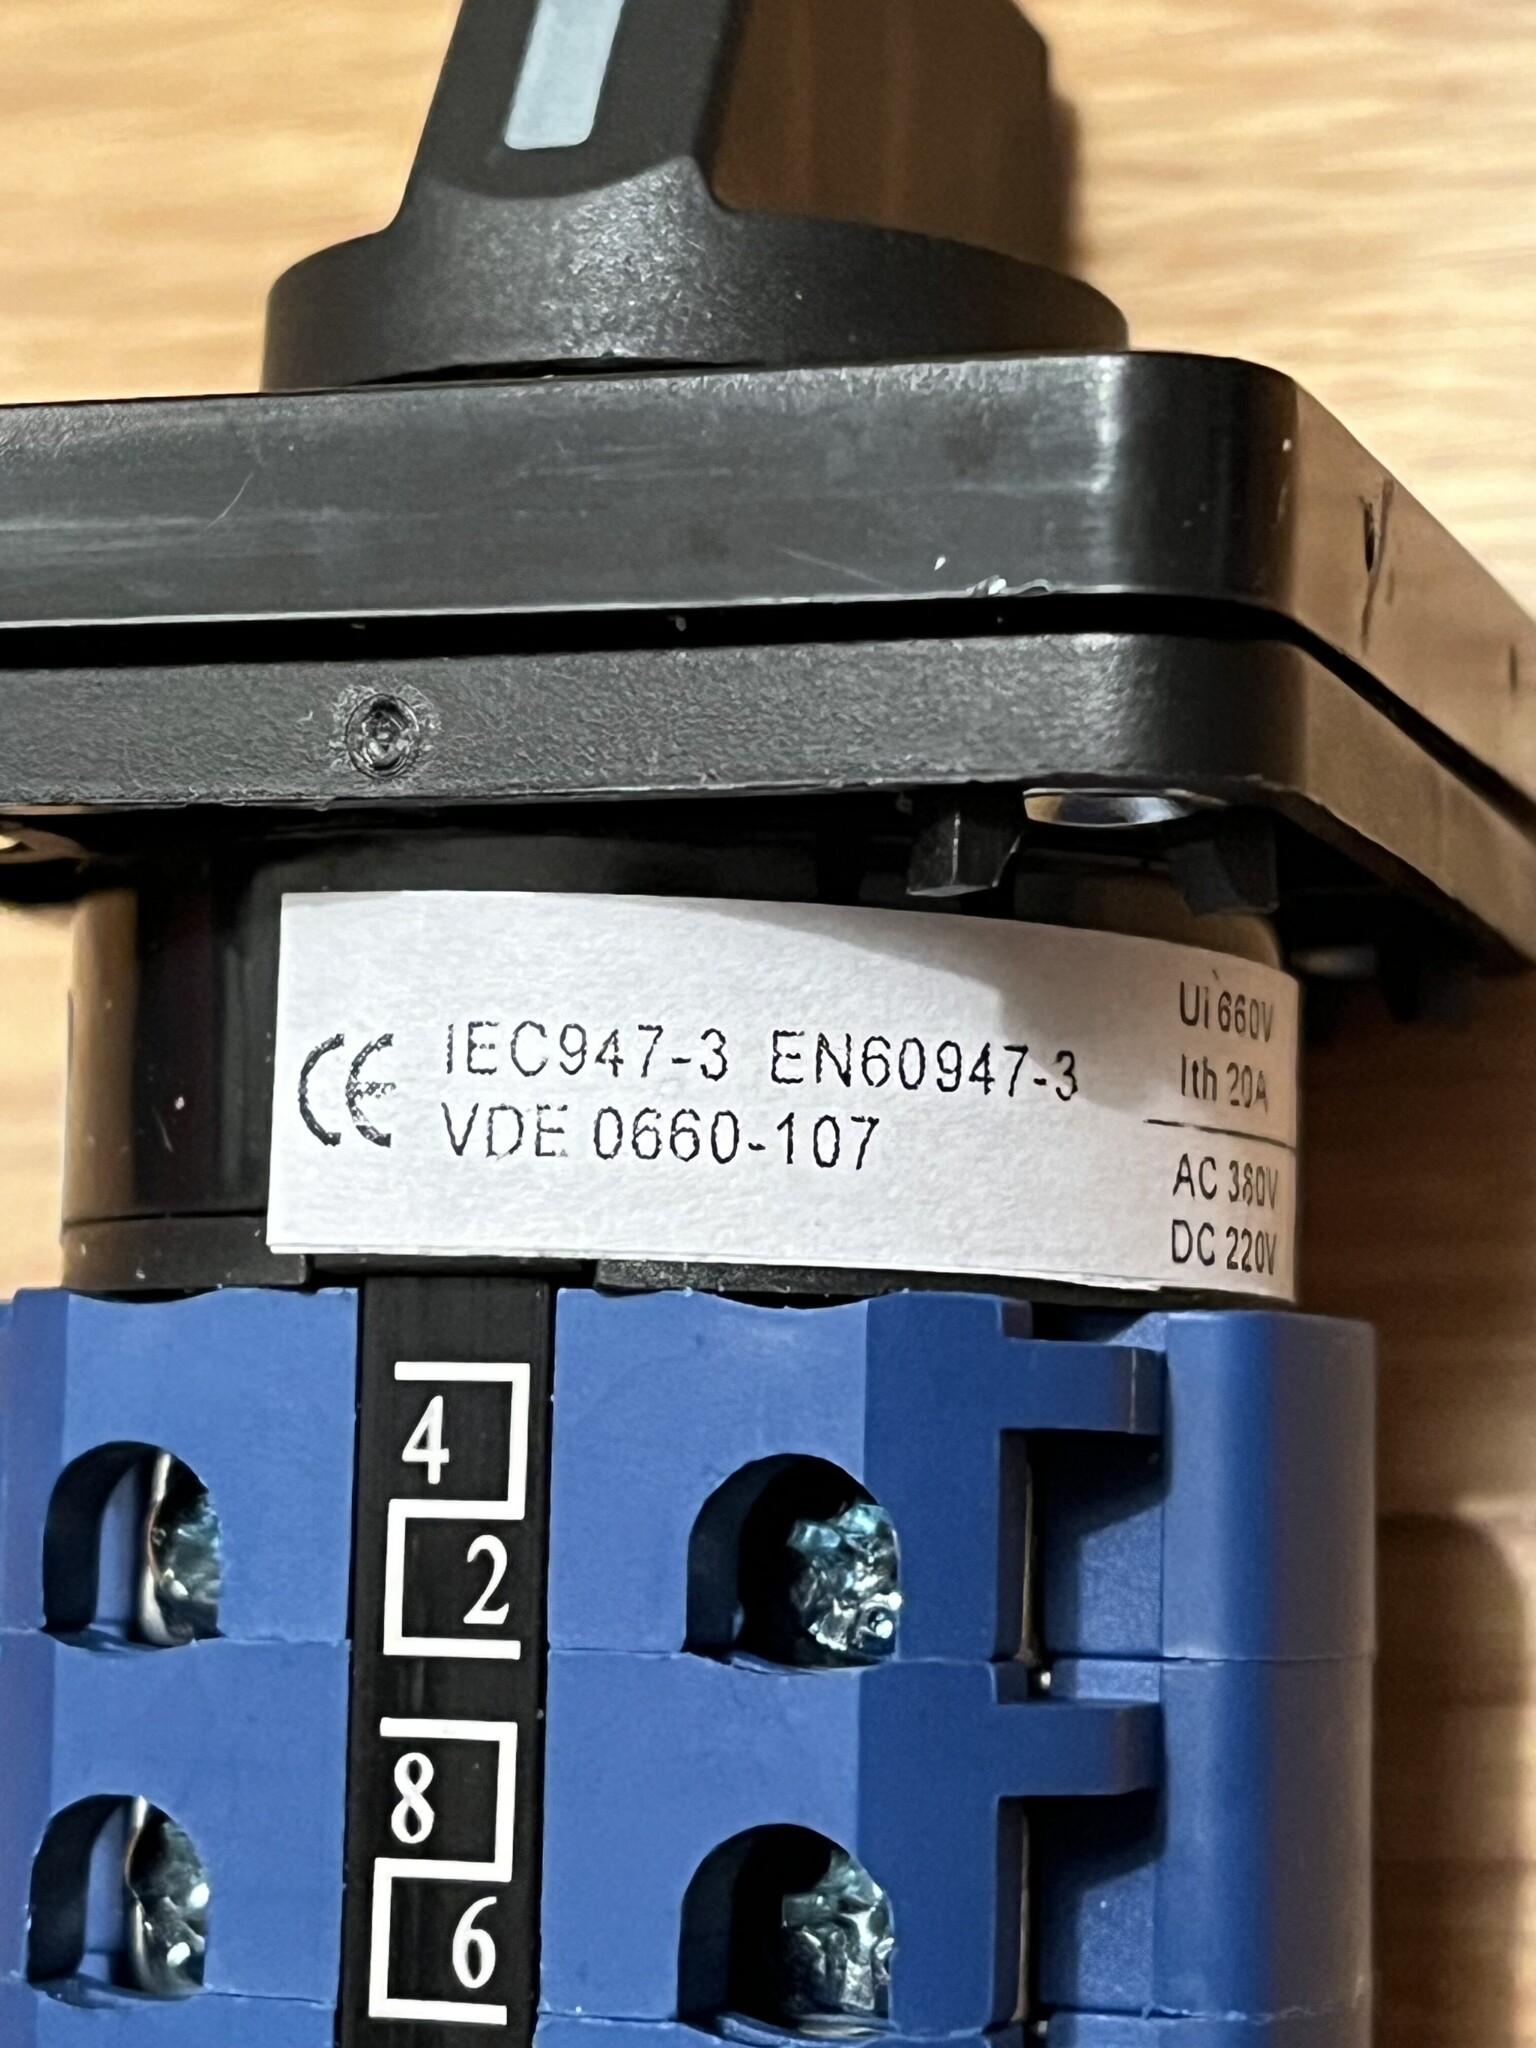 CE IEC947-3 EN60947-3
VDE 0660-107
Ui 660V
Ith 20A
AC 380V
DC 220V
4
2
8
6